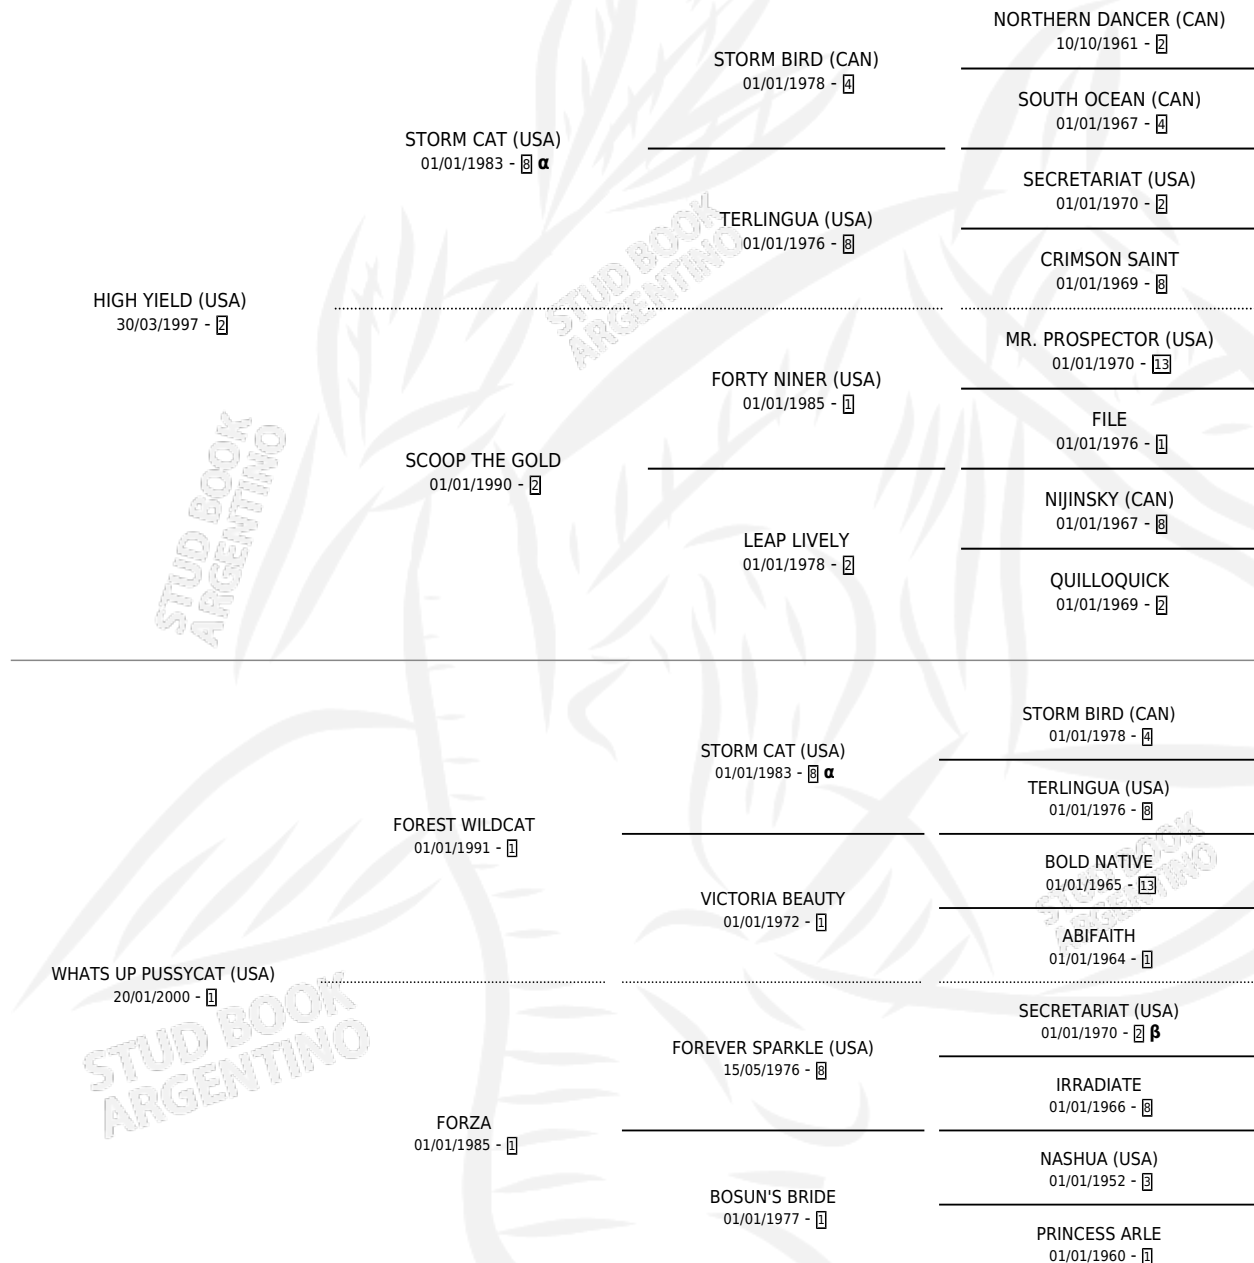 NORTHERN DANCER (CAN)
10/10/1961 - 2
STORM BIRD (CAN)
01/01/1978 - 4
SOUTH OCEAN (CAN)
01/01/1967 - 4
STORM CAT (USA)
01/01/1983 - 8 α
SECRETARIAT (USA)
01/01/1970 - 2
TERLINGUA (USA)
01/01/1976 - 8
CRIMSON SAINT
01/01/1969 - 8
HIGH YIELD (USA)
30/03/1997 - 2
STUD BOOK
ARGENTINO
MR. PROSPECTOR (USA)
01/01/1970 - 13
FORTY NINER (USA)
01/01/1985 - 1
FILE
01/01/1976 - 1
SCOOP THE GOLD
01/01/1990 - 2
NIJINSKY (CAN)
01/01/1967 - 8
LEAP LIVELY
01/01/1978 - 2
QUILLOQUICK
01/01/1969 - 2
STUD BOOK
ARGENTINO
STORM BIRD (CAN)
01/01/1978 - 4
STORM CAT (USA)
01/01/1983 - 8 α
TERLINGUA (USA)
01/01/1976 - 8
FOREST WILDCAT
01/01/1991 - 1
BOLD NATIVE
01/01/1965 - 13
VICTORIA BEAUTY
01/01/1972 - 1
ABIFAITH
01/01/1964 - 1
STUD BOOK
ARGENTINO
WHATS UP PUSSYCAT (USA)
20/01/2000 - 1
SECRETARIAT (USA)
01/01/1970 - 2 β
FOREVER SPARKLE (USA)
15/05/1976 - 8
IRRADIATE
01/01/1966 - 8
FORZA
01/01/1985 - 1
NASHUA (USA)
01/01/1952 - 3
BOSUN'S BRIDE
01/01/1977 - 1
PRINCESS ARLE
01/01/1960 - 1
STUD BOOK
ARGENTINO